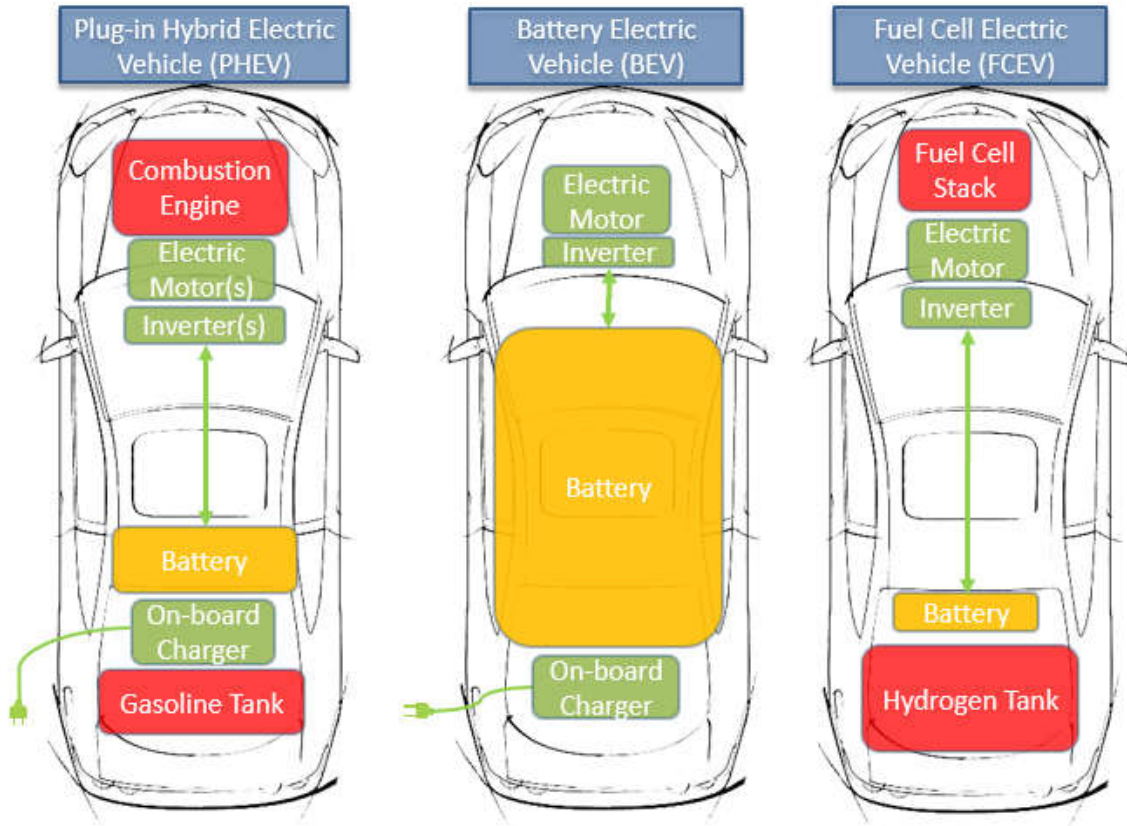 Plug-in Hybrid Electric
Vehicle (PHEV)
Combustion
Engine
Electric
Motor(s)
Inverter(s)
Battery
On-board
Charger
Gasoline Tank
Battery Electric
Vehicle (BEV)
Electric
Motor
Inverter
Battery
On-board
Charger
Fuel Cell Electric
Vehicle (FCEV)
Fuel Cell
Stack
Electric
Motor
Inverter
Battery
Hydrogen Tank